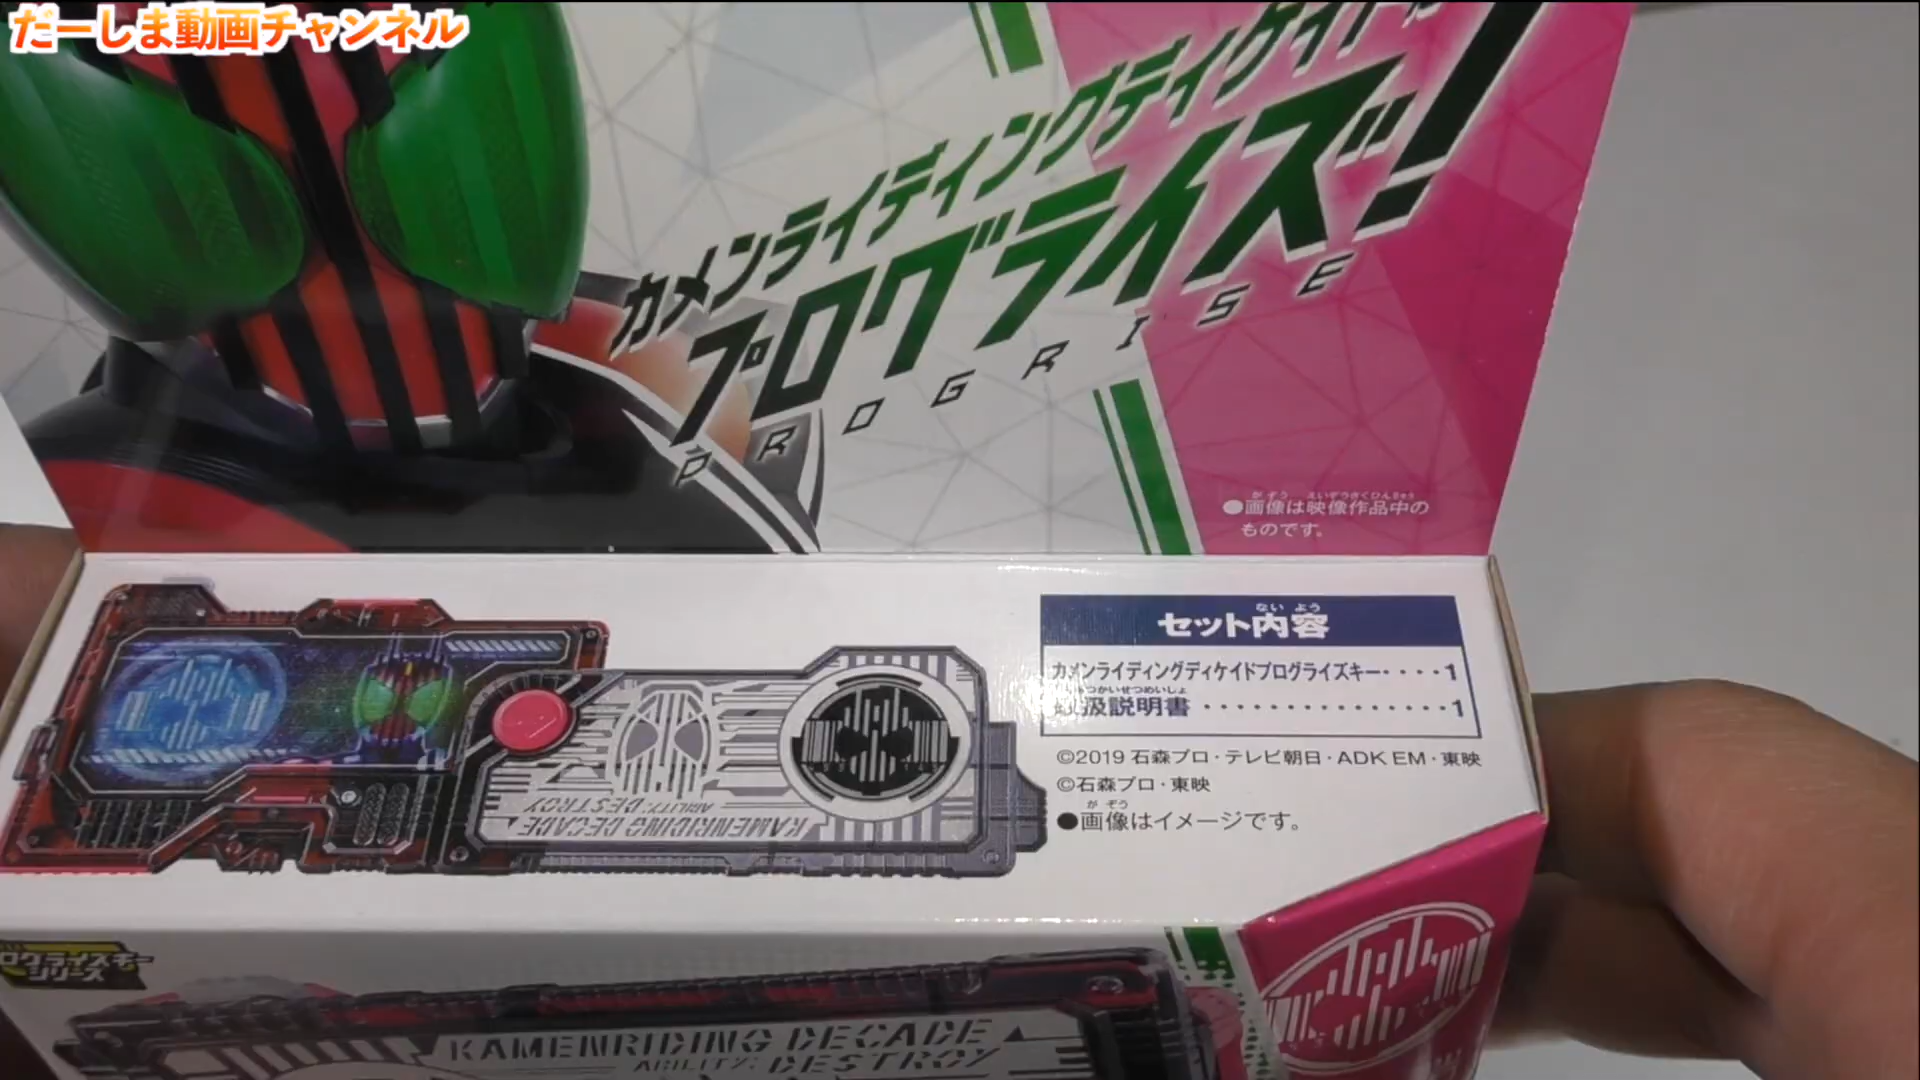 だーしま動画チャンネル
カメンライディングディケイド
プログライズ!
PROGRISE
●画像は映像作品中の
ものです。
セット内容
カメンライディングディケイドプログライズキー・・・・1
取扱説明書・・・・・・・・・・・・・・1
©2019 石森プロ・テレビ朝日・ADK EM・東映
©石森プロ・東映
●画像はイメージです。
KAMENRIDING DECADE
ABILITY: DESTROY
プログライズキー
シリーズ
KAMENRIDING DECADE
ABILITY: DESTROY